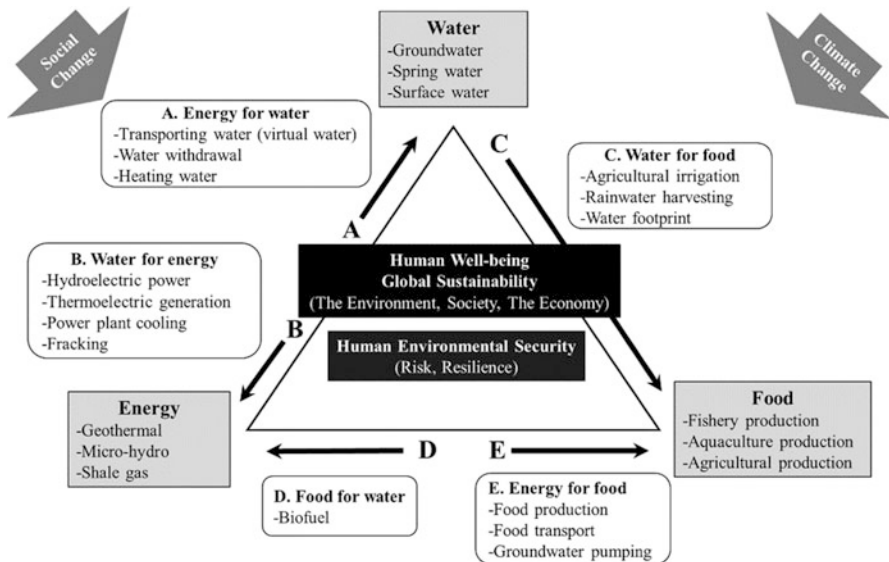 Social
Change
Water
-Groundwater
-Spring water
-Surface water
Climate
Change
A. Energy for water
-Transporting water (virtual water)
-Water withdrawal
-Heating water
C
C. Water for food
-Agricultural irrigation
-Rainwater harvesting
-Water footprint
A
B. Water for energy
-Hydroelectric power
-Thermoelectric generation
-Power plant cooling
-Fracking
Human Well-being
Global Sustainability
(The Environment, Society, The Economy)
B
Human Environmental Security
(Risk, Resilience)
Energy
-Geothermal
-Micro-hydro
-Shale gas
Food
-Fishery production
-Aquaculture production
-Agricultural production
D
E
D. Food for water
-Biofuel
E. Energy for food
-Food production
-Food transport
-Groundwater pumping